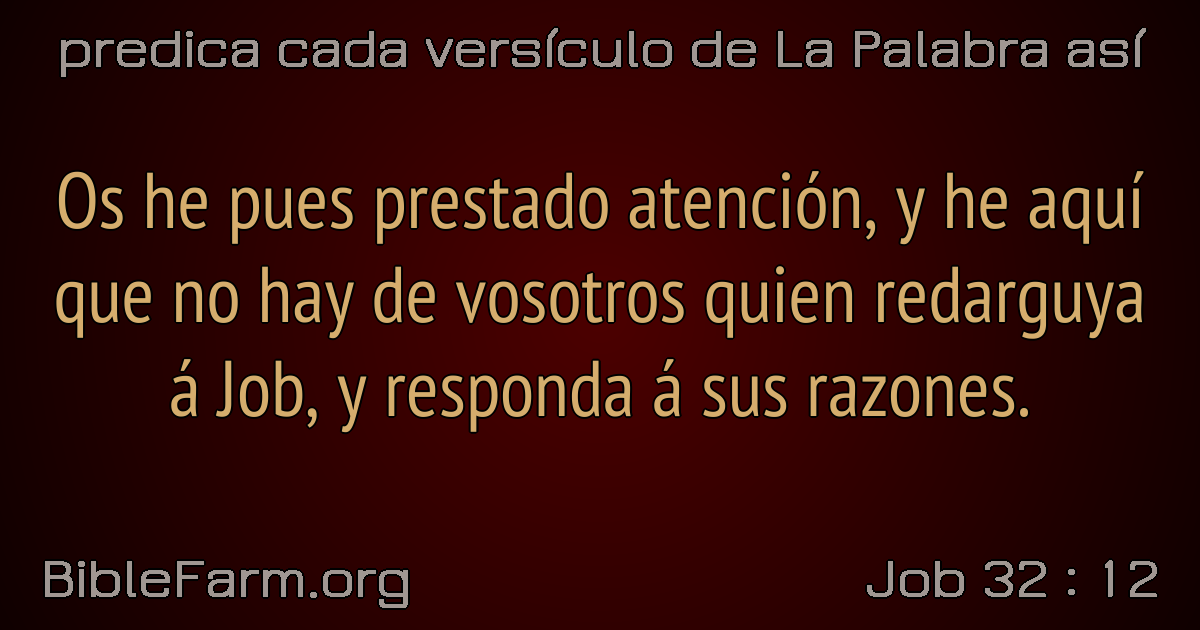 predica cada versículo de La Palabra así
Os he pues prestado atención, y he aquí
que no hay de vosotros quien redarguya
á Job, y responda á sus razones.
BibleFarm.org
Job 32 : 12